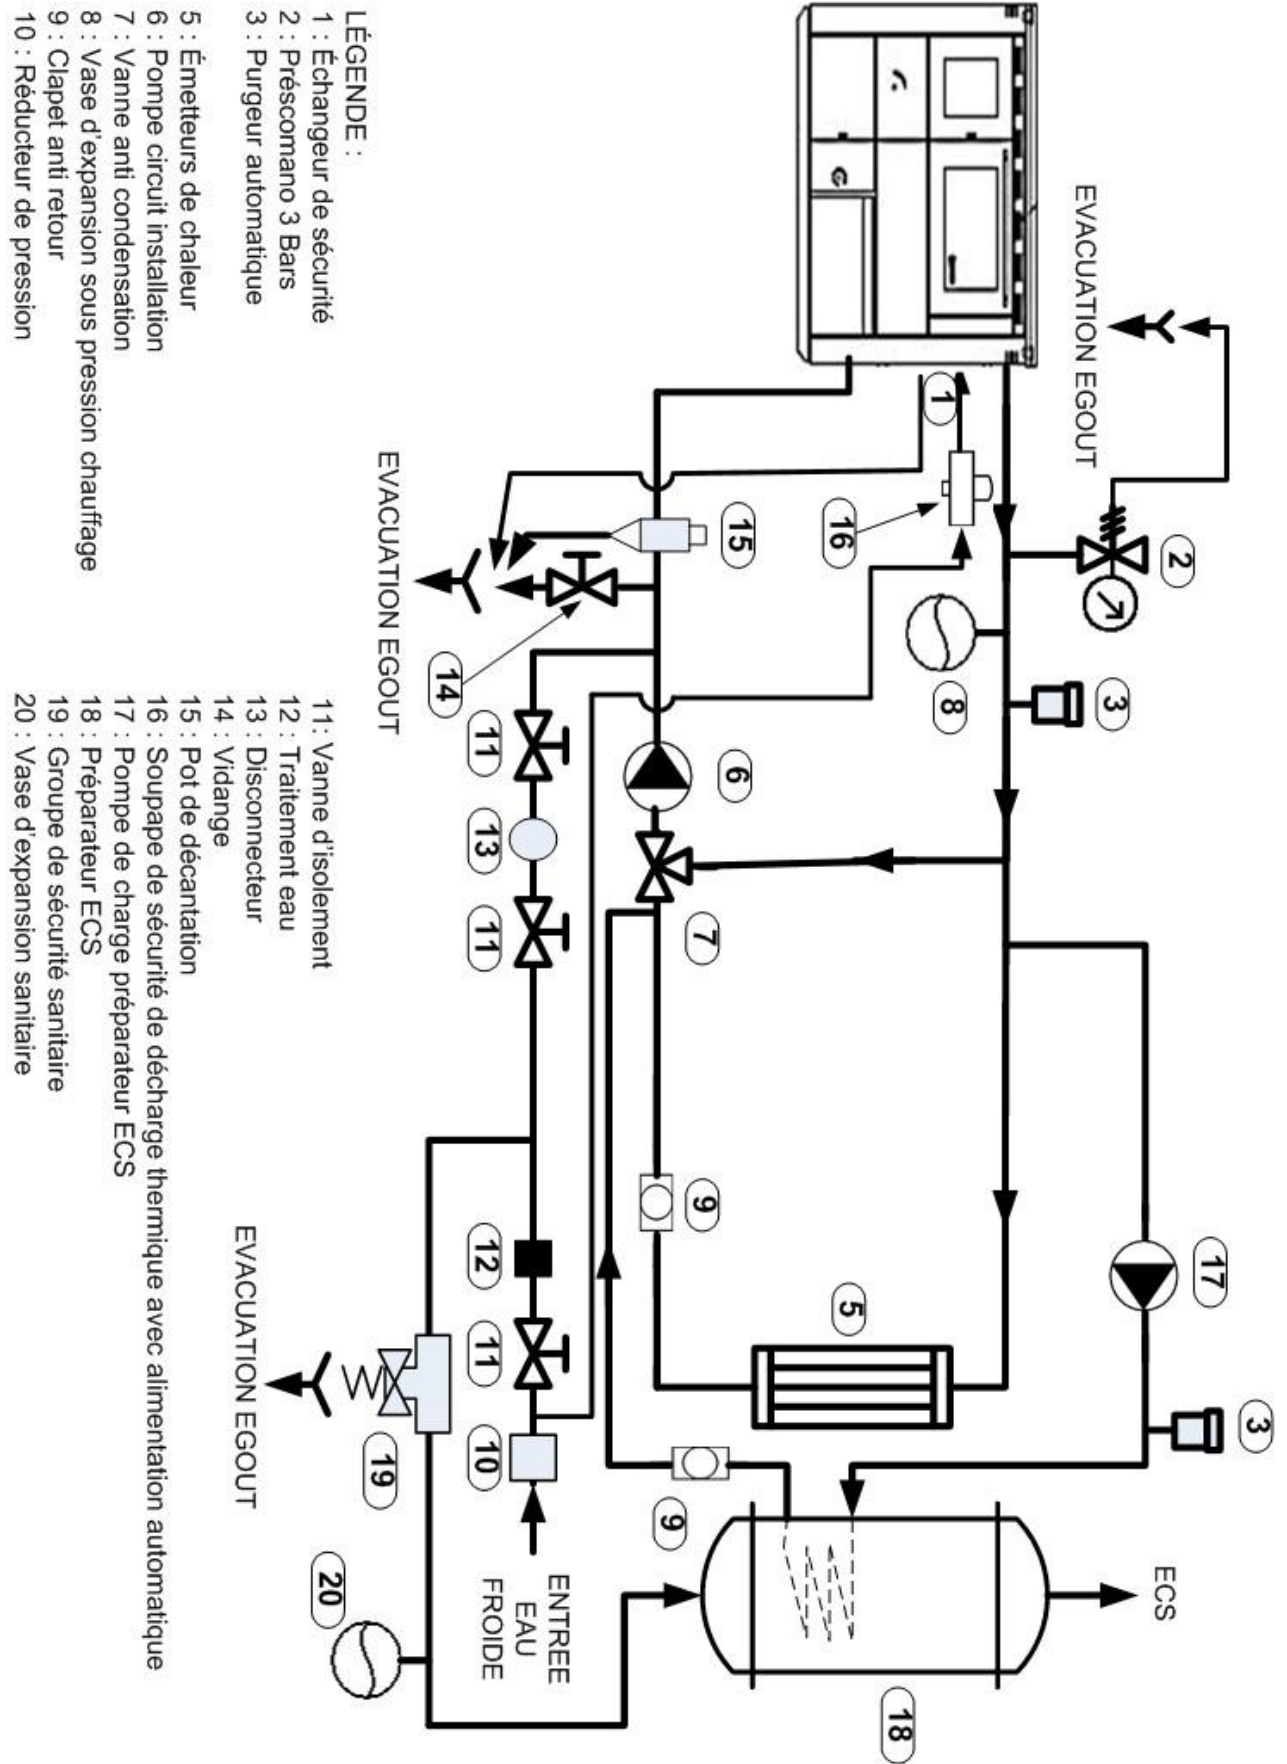 EVACUATION EGOUT
2
3
3
17
ECS
1
16
8
5
18
15
6
7
9
9
EVACUATION EGOUT
14
11
13
11
12
11
10
ENTREE
EAU
FROIDE
19
20
EVACUATION EGOUT
LÉGENDE :
1 : Échangeur de sécurité
2 : Préscomano 3 Bars
3 : Purgeur automatique
5 : Émetteurs de chaleur
6 : Pompe circuit installation
7 : Vanne anti condensation
8 : Vase d'expansion sous pression chauffage
9 : Clapet anti retour
10 : Réducteur de pression
11: Vanne d'isolement
12 : Traitement eau
13 : Disconnecteur
14 : Vidange
15 : Pot de décantation
16 : Soupape de sécurité de décharge thermique avec alimentation automatique
17 : Pompe de charge préparateur ECS
18 : Préparateur ECS
19 : Groupe de sécurité sanitaire
20 : Vase d'expansion sanitaire